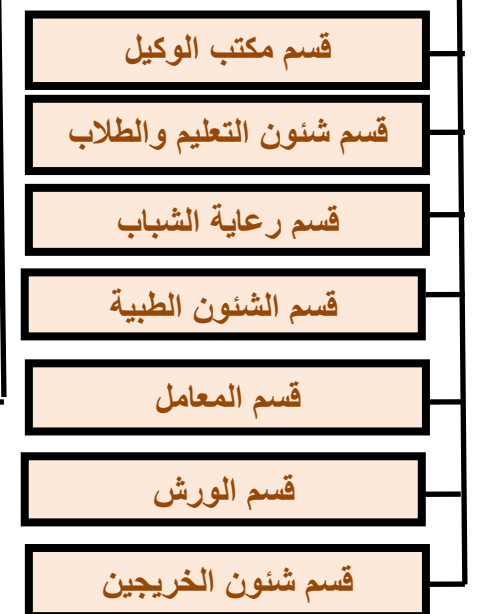 قسم مكتب الوكيل
قسم شئون التعليم والطلاب
قسم رعاية الشباب
قسم الشئون الطبية
قسم المعامل
قسم الورش
قسم شئون الخريجين